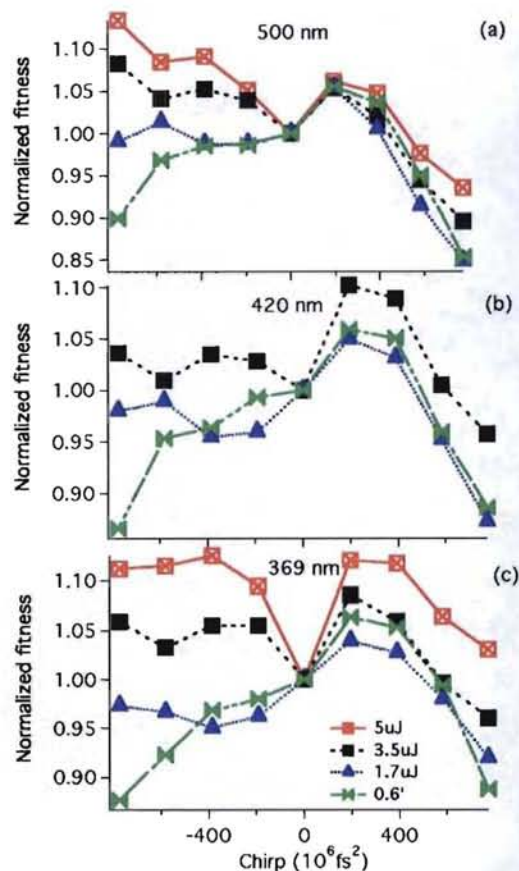 500 nm
(a)
Normalized fitness
1.10
1.05
1.00
0.95
0.90
0.85
420 nm
(b)
Normalized fitness
1.10
1.05
1.00
0.95
0.90
369 nm
(c)
Normalized fitness
1.10
1.05
1.00
0.95
0.90
5uJ
3.5uJ
1.7uJ
0.6'
-400
0
400
Chirp (10⁶fs²)